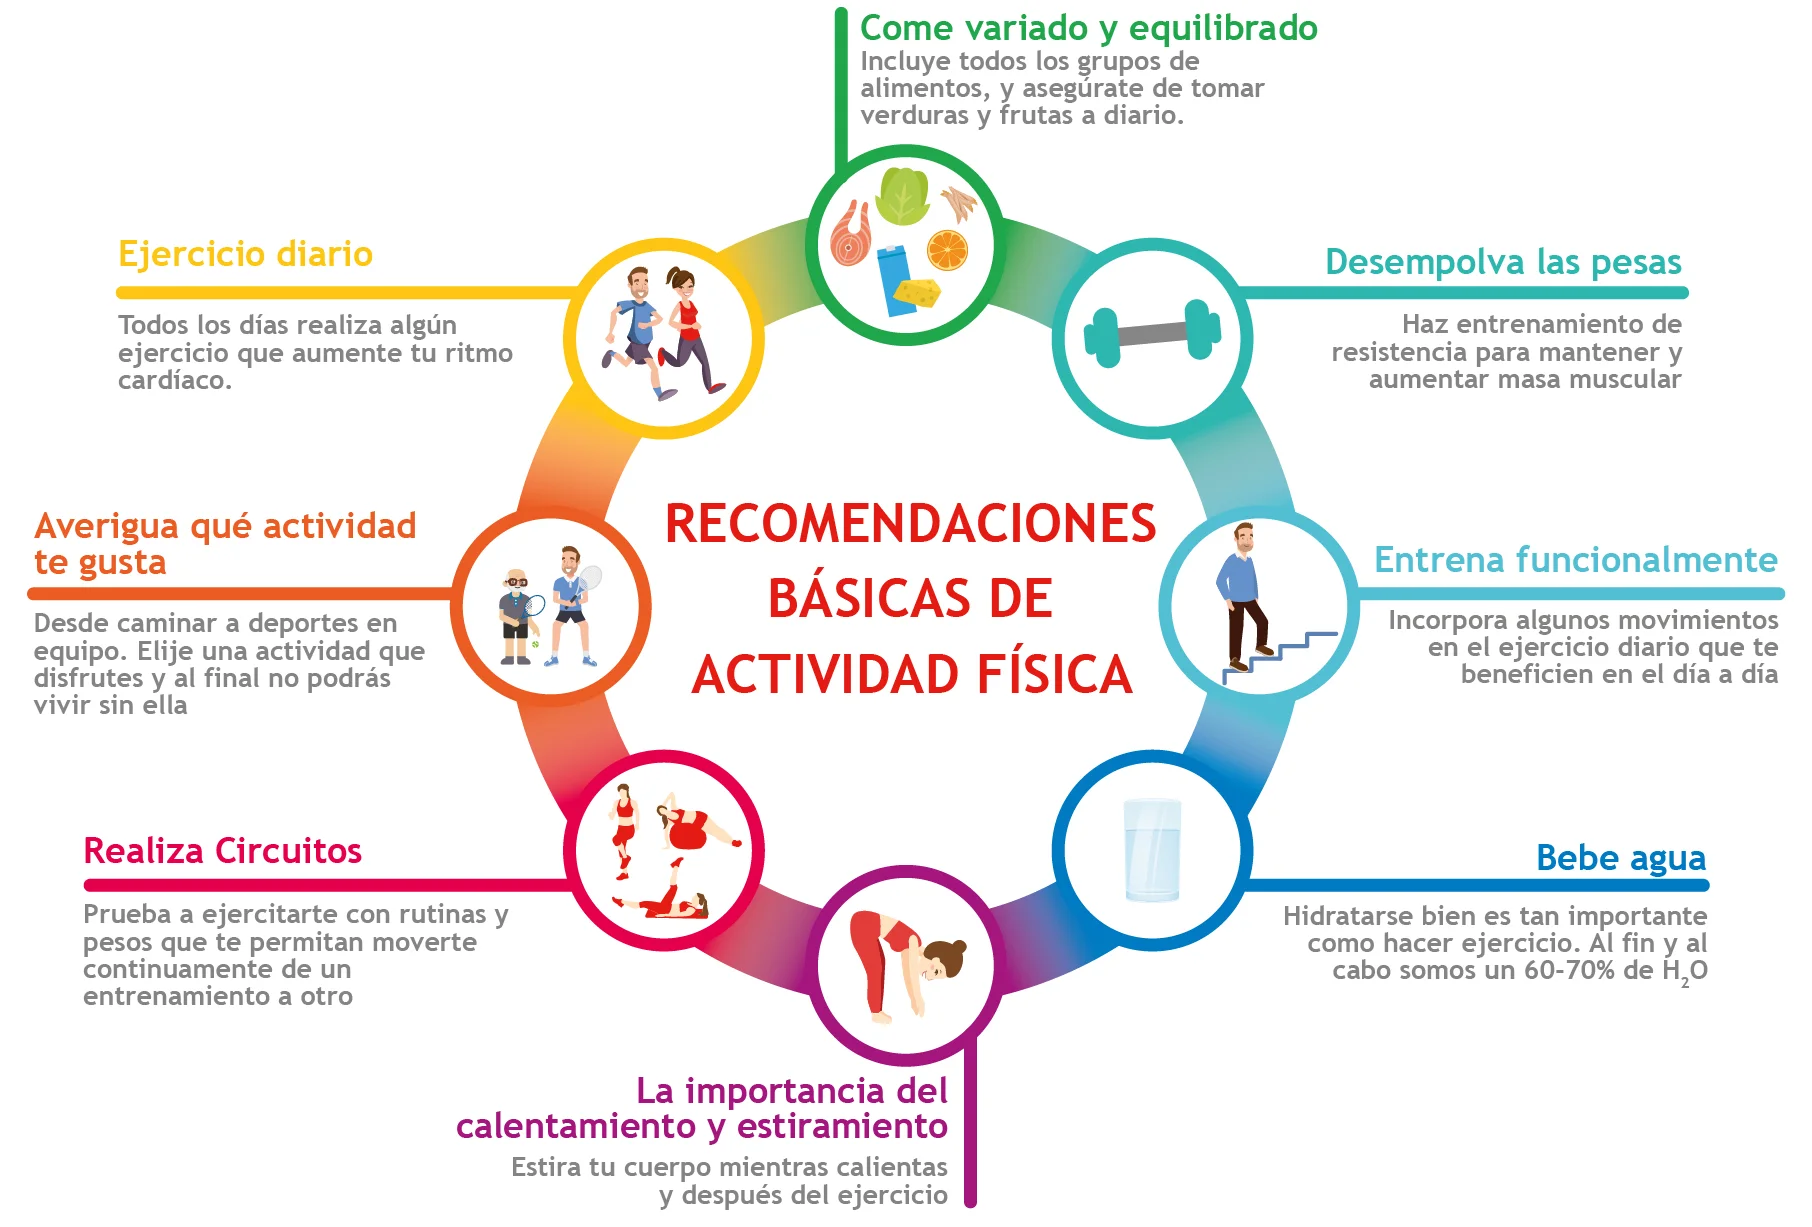 Come variado y equilibrado
Incluye todos los grupos de
alimentos, y asegúrate de tomar
verduras y frutas a diario.
Desempolva las pesas
Haz entrenamiento de
resistencia para mantener y
aumentar masa muscular
Entrena funcionalmente
Incorpora algunos movimientos
en el ejercicio diario que te
beneficien en el día a día
Bebe agua
Hidratarse bien es tan importante
como hacer ejercicio. Al fin y al
cabo somos un 60-70% de H₂O
La importancia del
calentamiento y estiramiento
Estira tu cuerpo mientras calientas
y después del ejercicio
Realiza Circuitos
Prueba a ejercitarte con rutinas y
pesos que te permitan moverte
continuamente de un
entrenamiento a otro
Averigua qué actividad
te gusta
Desde caminar a deportes en
equipo. Elije una actividad que
disfrutes y al final no podrás
vivir sin ella
Ejercicio diario
Todos los días realiza algún
ejercicio que aumente tu ritmo
cardíaco.
RECOMENDACIONES
BÁSICAS DE
ACTIVIDAD FÍSICA